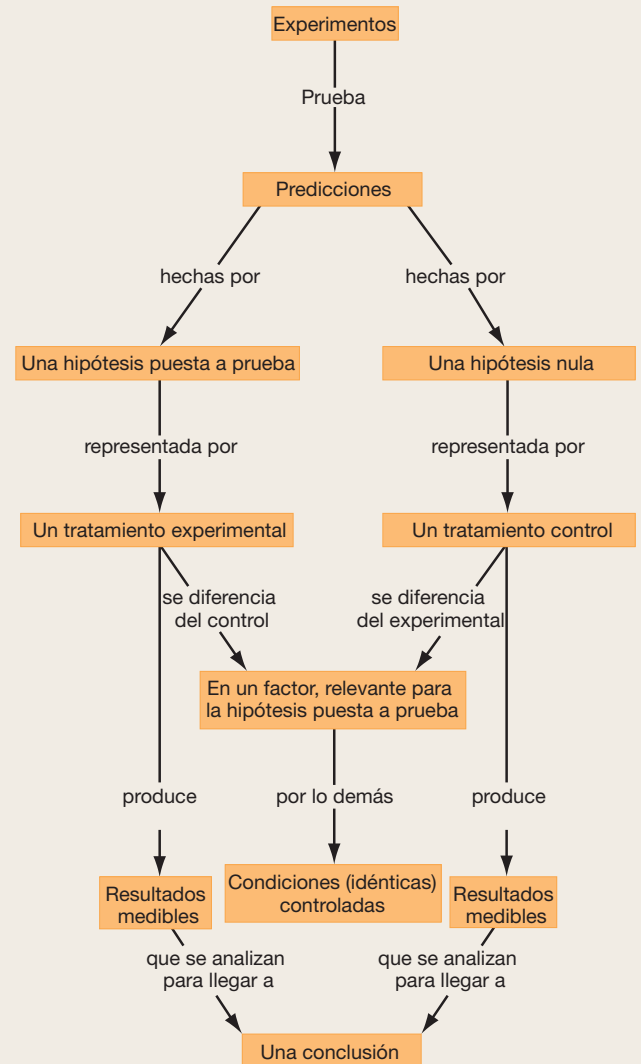 Experimentos
Prueba
Predicciones
hechas por
hechas por
Una hipótesis puesta a prueba
Una hipótesis nula
representada por
representada por
Un tratamiento experimental
Un tratamiento control
se diferencia
del control
se diferencia
del experimental
En un factor, relevante para
la hipótesis puesta a prueba
produce
por lo demás
produce
Resultados
medibles
Condiciones (idénticas)
controladas
Resultados
medibles
que se analizan
para llegar a
que se analizan
para llegar a
Una conclusión